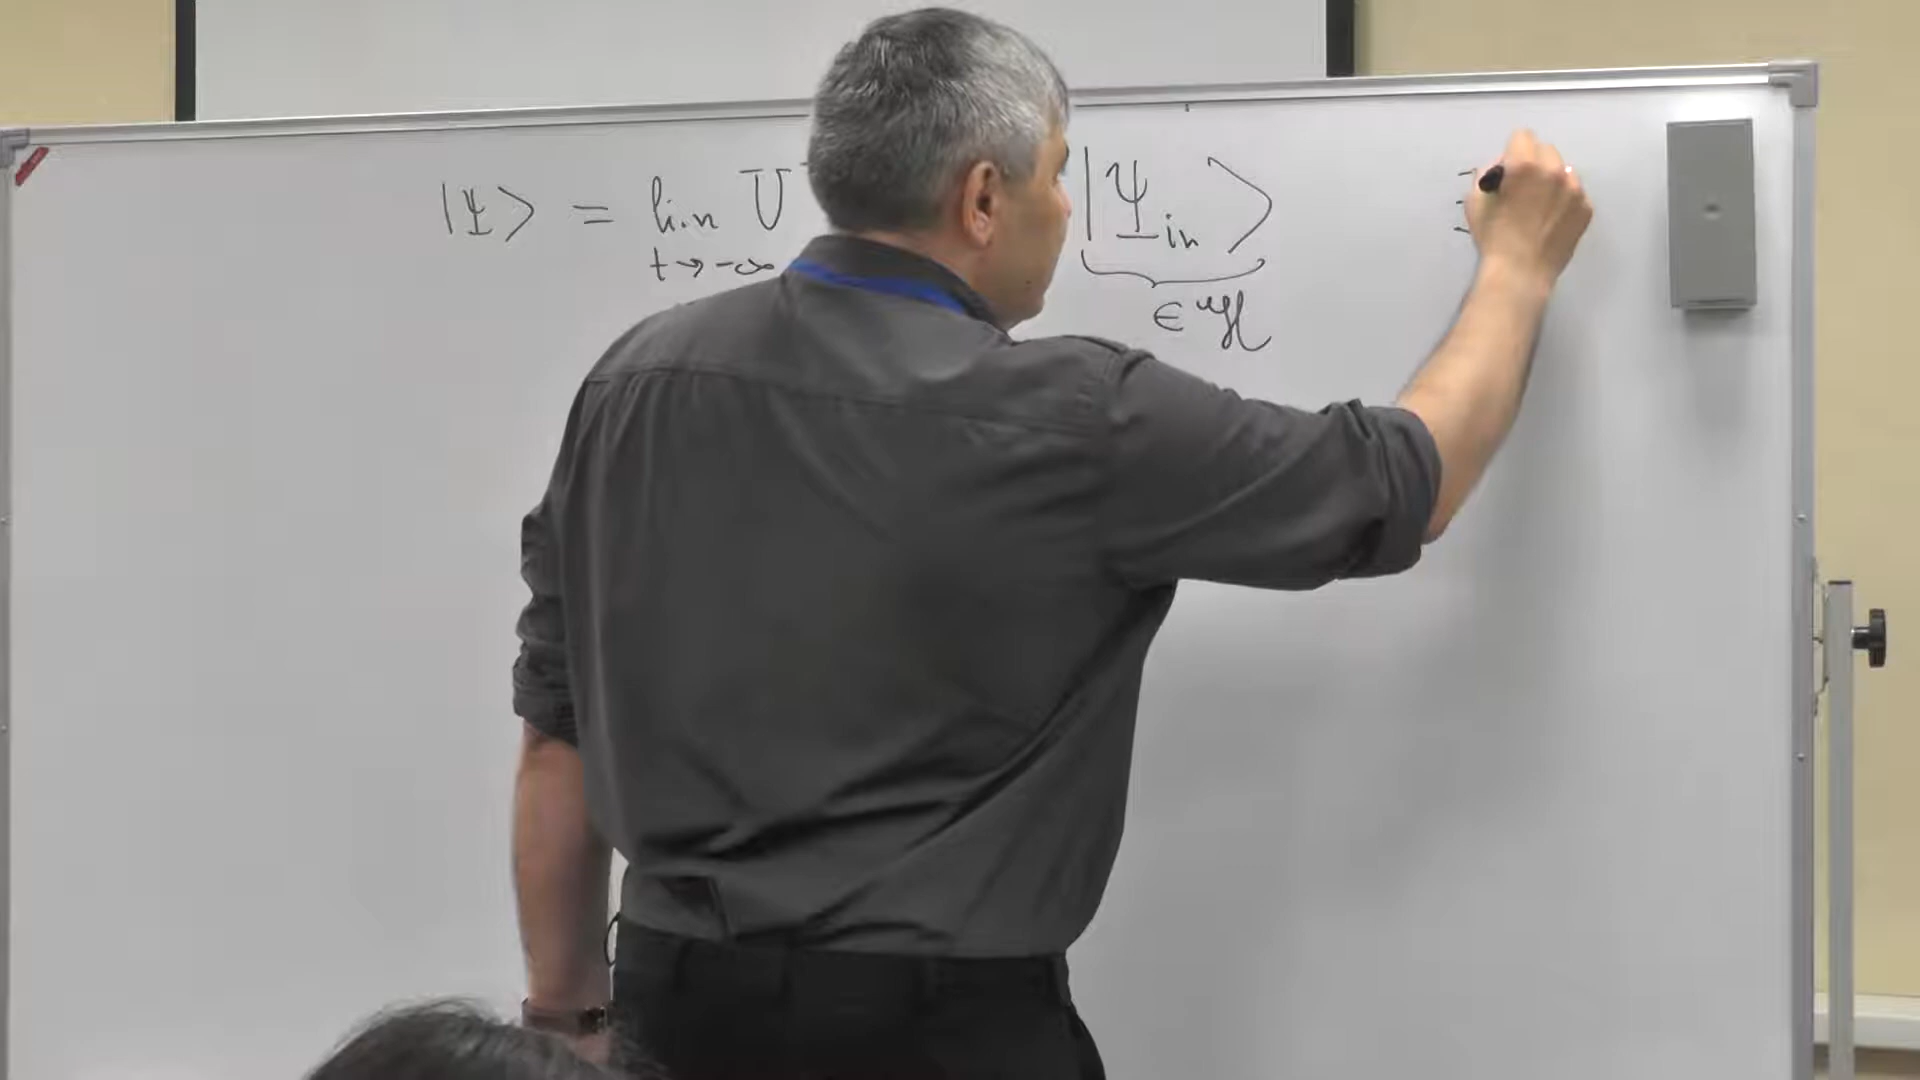 |Ψ⟩ = lim U |Ψin⟩
t→-∞
∈ ℋ